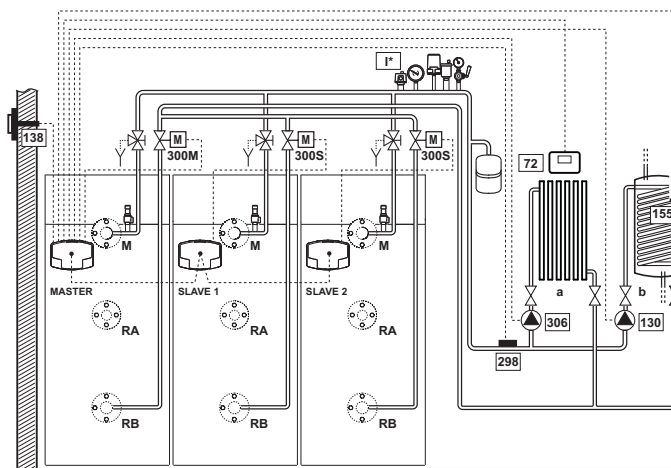 I*
138
M
300M
M
300S
M
300S
72
155
M
M
M
MASTER
SLAVE 1
SLAVE 2
a
b
RA
RA
RA
306
130
298
RB
RB
RB